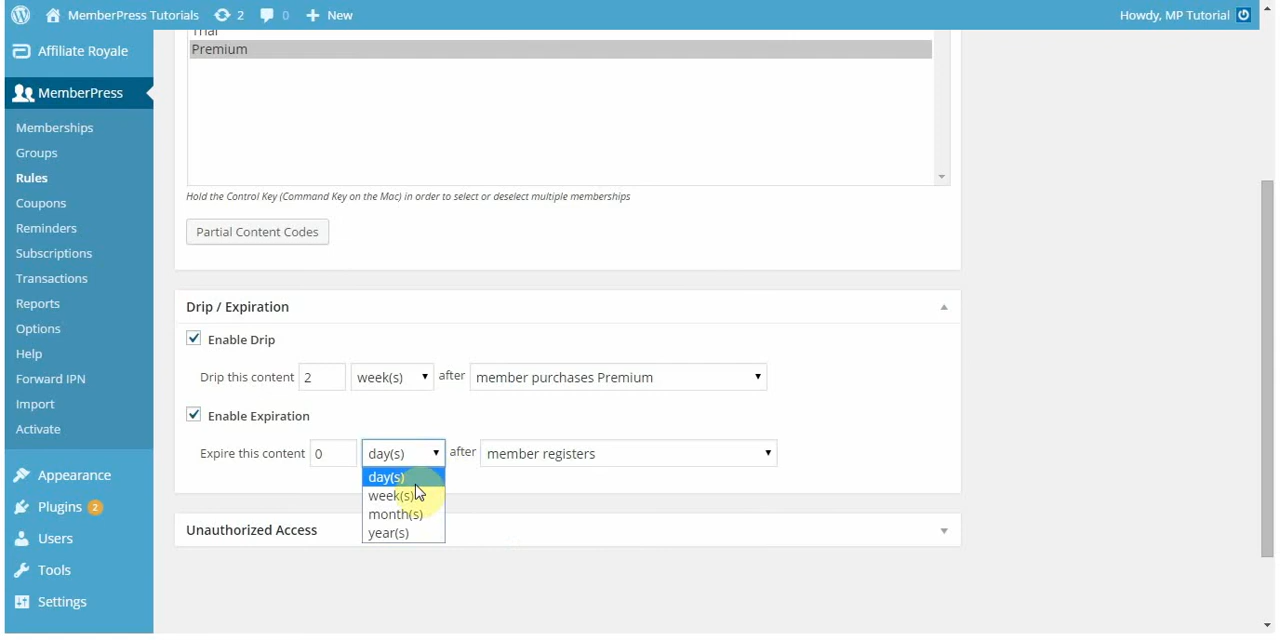 MemberPress Tutorials 2 0 New Howdy, MP Tutorial
Affiliate Royale
MemberPress
Memberships
Groups
Rules
Coupons
Reminders
Subscriptions
Transactions
Reports
Options
Help
Forward IPN
Import
Activate
Appearance
Plugins 2
Users
Tools
Settings
Trial
Premium
Hold the Control Key (Command Key on the Mac) in order to select or deselect multiple memberships
Partial Content Codes
Drip / Expiration
Enable Drip
Drip this content 2 week(s) after member purchases Premium
Enable Expiration
Expire this content 0 day(s) after member registers
day(s)
week(s)
month(s)
year(s)
Unauthorized Access